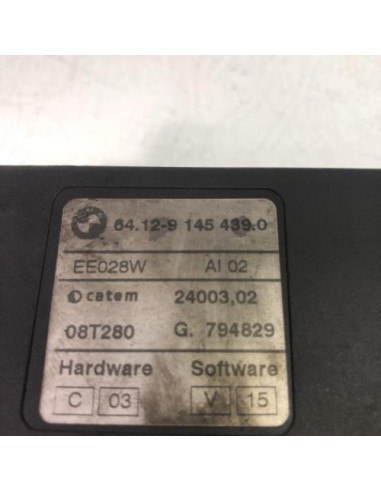 64.12-9 145 439.0
EE028W AI 02
catem 24003,02
08T280 G. 794829
Hardware Software
C 03 V 15